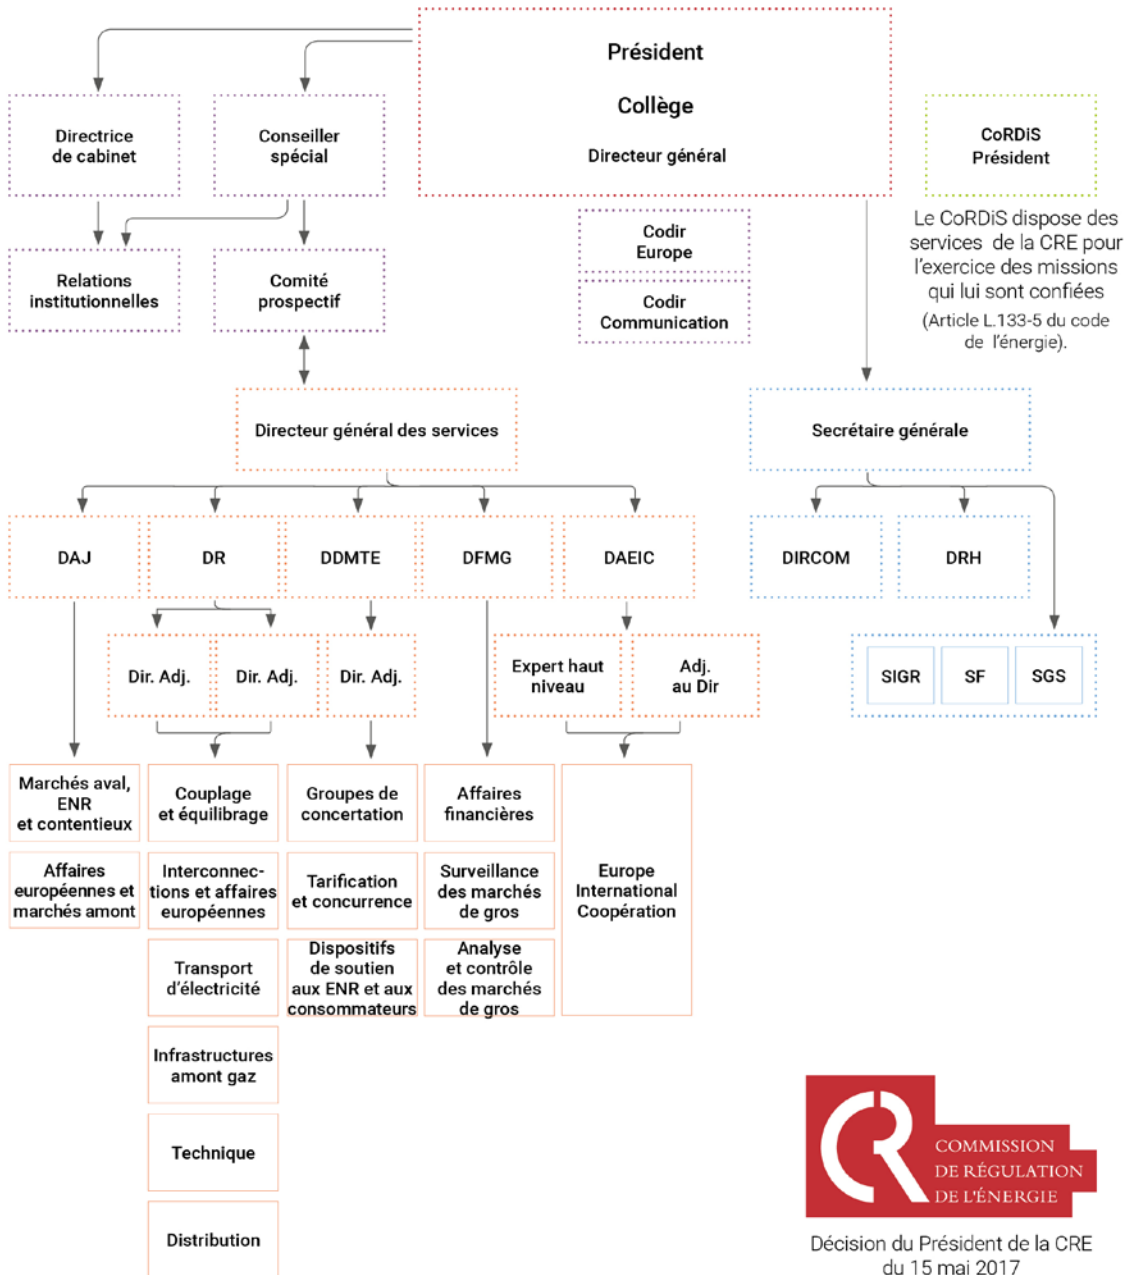 Président
Collège
Directeur général
Directrice
de cabinet
Conseiller
spécial
CoRDiS
Président
Le CoRDiS dispose des
services de la CRE pour
l'exercice des missions
qui lui sont confiées
(Article L.133-5 du code
de l'énergie).
Relations
institutionnelles
Comité
prospectif
Codir
Europe
Codir
Communication
Directeur général des services
Secrétaire générale
DAJ
DR
DDMTE
DFMG
DAEIC
DIRCOM
DRH
Dir. Adj.
Dir. Adj.
Dir. Adj.
Expert haut
niveau
Adj.
au Dir
SIGR
SF
SGS
Marchés aval,
ENR
et contentieux
Couplage
et équilibrage
Groupes de
concertation
Affaires
financières
Europe
International
Coopération
Affaires
européennes et
marchés amont
Interconnec-
tions et affaires
européennes
Tarification
et concurrence
Surveillance
des marchés
de gros
Transport
d'électricité
Dispositifs
de soutien
aux ENR et aux
consommateurs
Analyse
et contrôle
des marchés
de gros
Infrastructures
amont gaz
Technique
Distribution
CR
COMMISSION
DE RÉGULATION
DE L'ÉNERGIE
Décision du Président de la CRE
du 15 mai 2017